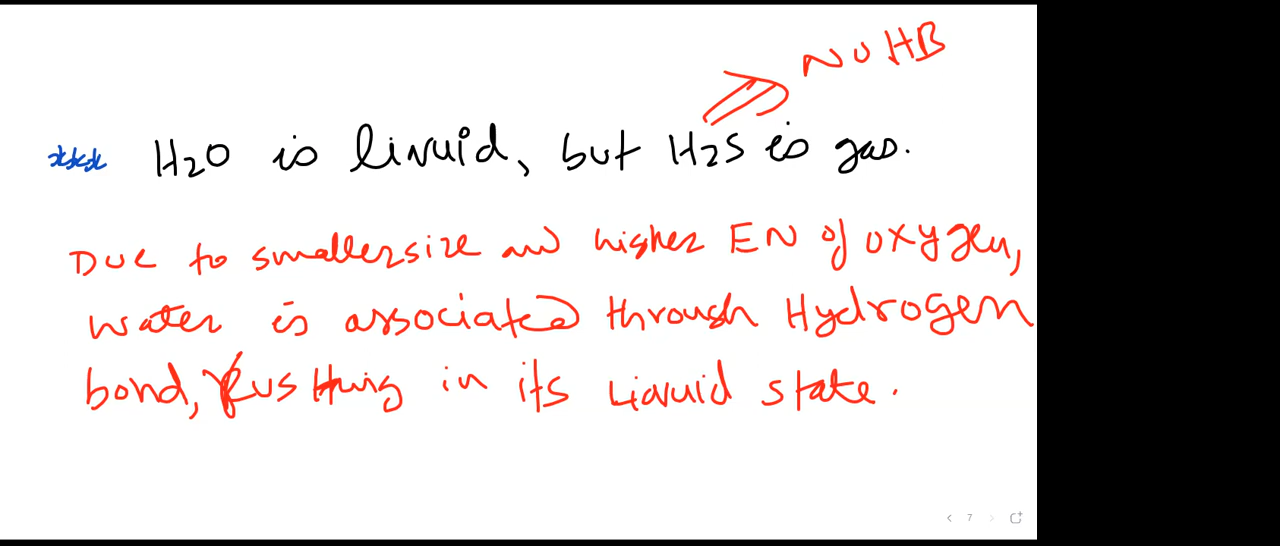 NO HB
*** H2O is liquid, but H2S is gas.
Due to smaller size and higher EN of oxygen,
water is associated through Hydrogen
bond, in its Liquid state.
7